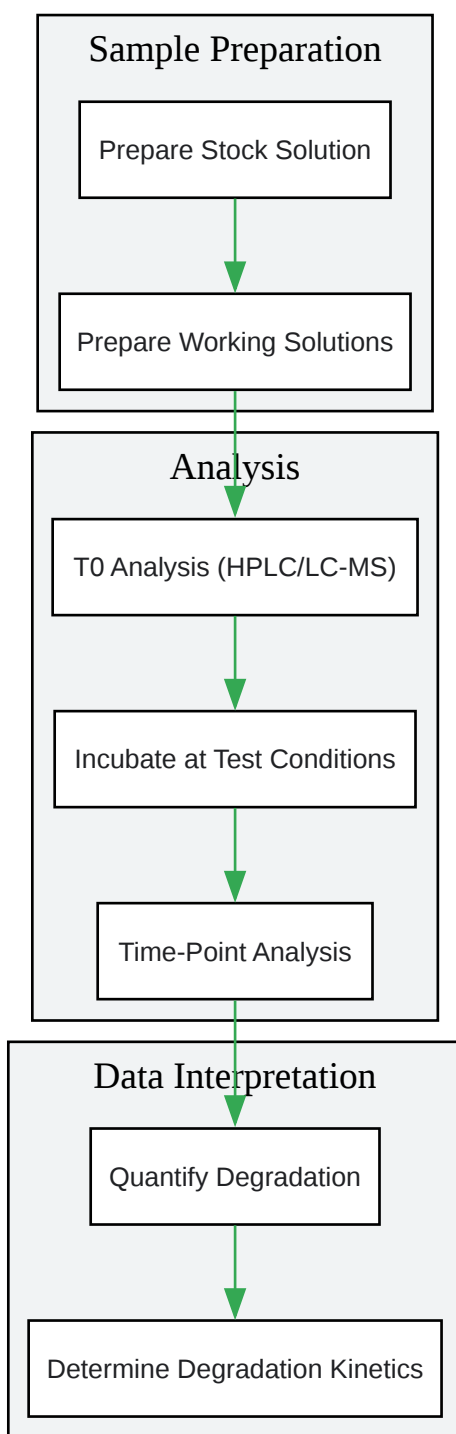 Sample Preparation
Prepare Stock Solution
Prepare Working Solutions
Analysis
T0 Analysis (HPLC/LC-MS)
Incubate at Test Conditions
Time-Point Analysis
Data Interpretation
Quantify Degradation
Determine Degradation Kinetics